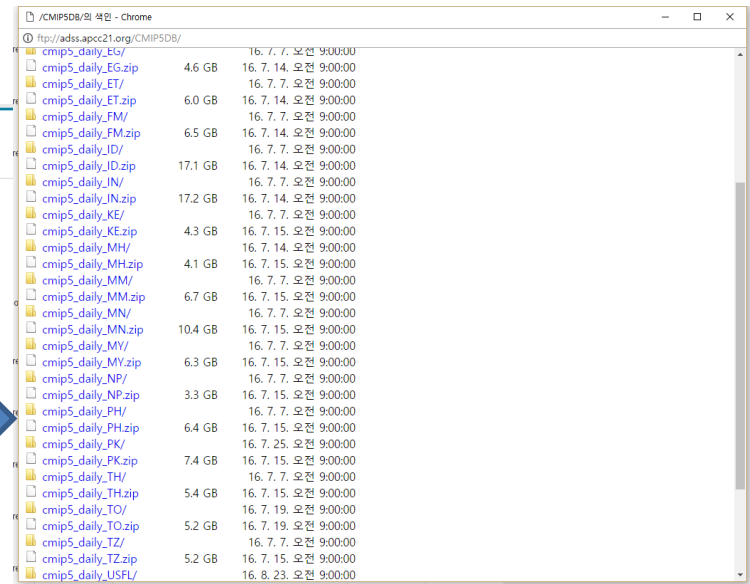 /CMIP5DB/의 색인 - Chrome
ftp://adss.apcc21.org/CMIP5DB/
cmip5_daily_EG/ 16. 7. 7. 오전 9:00:00
cmip5_daily_EG.zip 4.6 GB 16. 7. 14. 오전 9:00:00
cmip5_daily_ET/ 16. 7. 7. 오전 9:00:00
cmip5_daily_ET.zip 6.0 GB 16. 7. 14. 오전 9:00:00
cmip5_daily_FM/ 16. 7. 7. 오전 9:00:00
cmip5_daily_FM.zip 6.5 GB 16. 7. 14. 오전 9:00:00
cmip5_daily_ID/ 16. 7. 7. 오전 9:00:00
cmip5_daily_ID.zip 17.1 GB 16. 7. 14. 오전 9:00:00
cmip5_daily_IN/ 16. 7. 7. 오전 9:00:00
cmip5_daily_IN.zip 17.2 GB 16. 7. 14. 오전 9:00:00
cmip5_daily_KE/ 16. 7. 7. 오전 9:00:00
cmip5_daily_KE.zip 4.3 GB 16. 7. 15. 오전 9:00:00
cmip5_daily_MH/ 16. 7. 14. 오전 9:00:00
cmip5_daily_MH.zip 4.1 GB 16. 7. 15. 오전 9:00:00
cmip5_daily_MM/ 16. 7. 7. 오전 9:00:00
cmip5_daily_MM.zip 6.7 GB 16. 7. 15. 오전 9:00:00
cmip5_daily_MN/ 16. 7. 7. 오전 9:00:00
cmip5_daily_MN.zip 10.4 GB 16. 7. 15. 오전 9:00:00
cmip5_daily_MY/ 16. 7. 7. 오전 9:00:00
cmip5_daily_MY.zip 6.3 GB 16. 7. 15. 오전 9:00:00
cmip5_daily_NP/ 16. 7. 7. 오전 9:00:00
cmip5_daily_NP.zip 3.3 GB 16. 7. 15. 오전 9:00:00
cmip5_daily_PH/ 16. 7. 7. 오전 9:00:00
cmip5_daily_PH.zip 6.4 GB 16. 7. 15. 오전 9:00:00
cmip5_daily_PK/ 16. 7. 25. 오전 9:00:00
cmip5_daily_PK.zip 7.4 GB 16. 7. 15. 오전 9:00:00
cmip5_daily_TH/ 16. 7. 7. 오전 9:00:00
cmip5_daily_TH.zip 5.4 GB 16. 7. 15. 오전 9:00:00
cmip5_daily_TO/ 16. 7. 19. 오전 9:00:00
cmip5_daily_TO.zip 5.2 GB 16. 7. 19. 오전 9:00:00
cmip5_daily_TZ/ 16. 7. 7. 오전 9:00:00
cmip5_daily_TZ.zip 5.2 GB 16. 7. 15. 오전 9:00:00
cmip5_daily_USFL/ 16. 8. 23. 오전 9:00:00